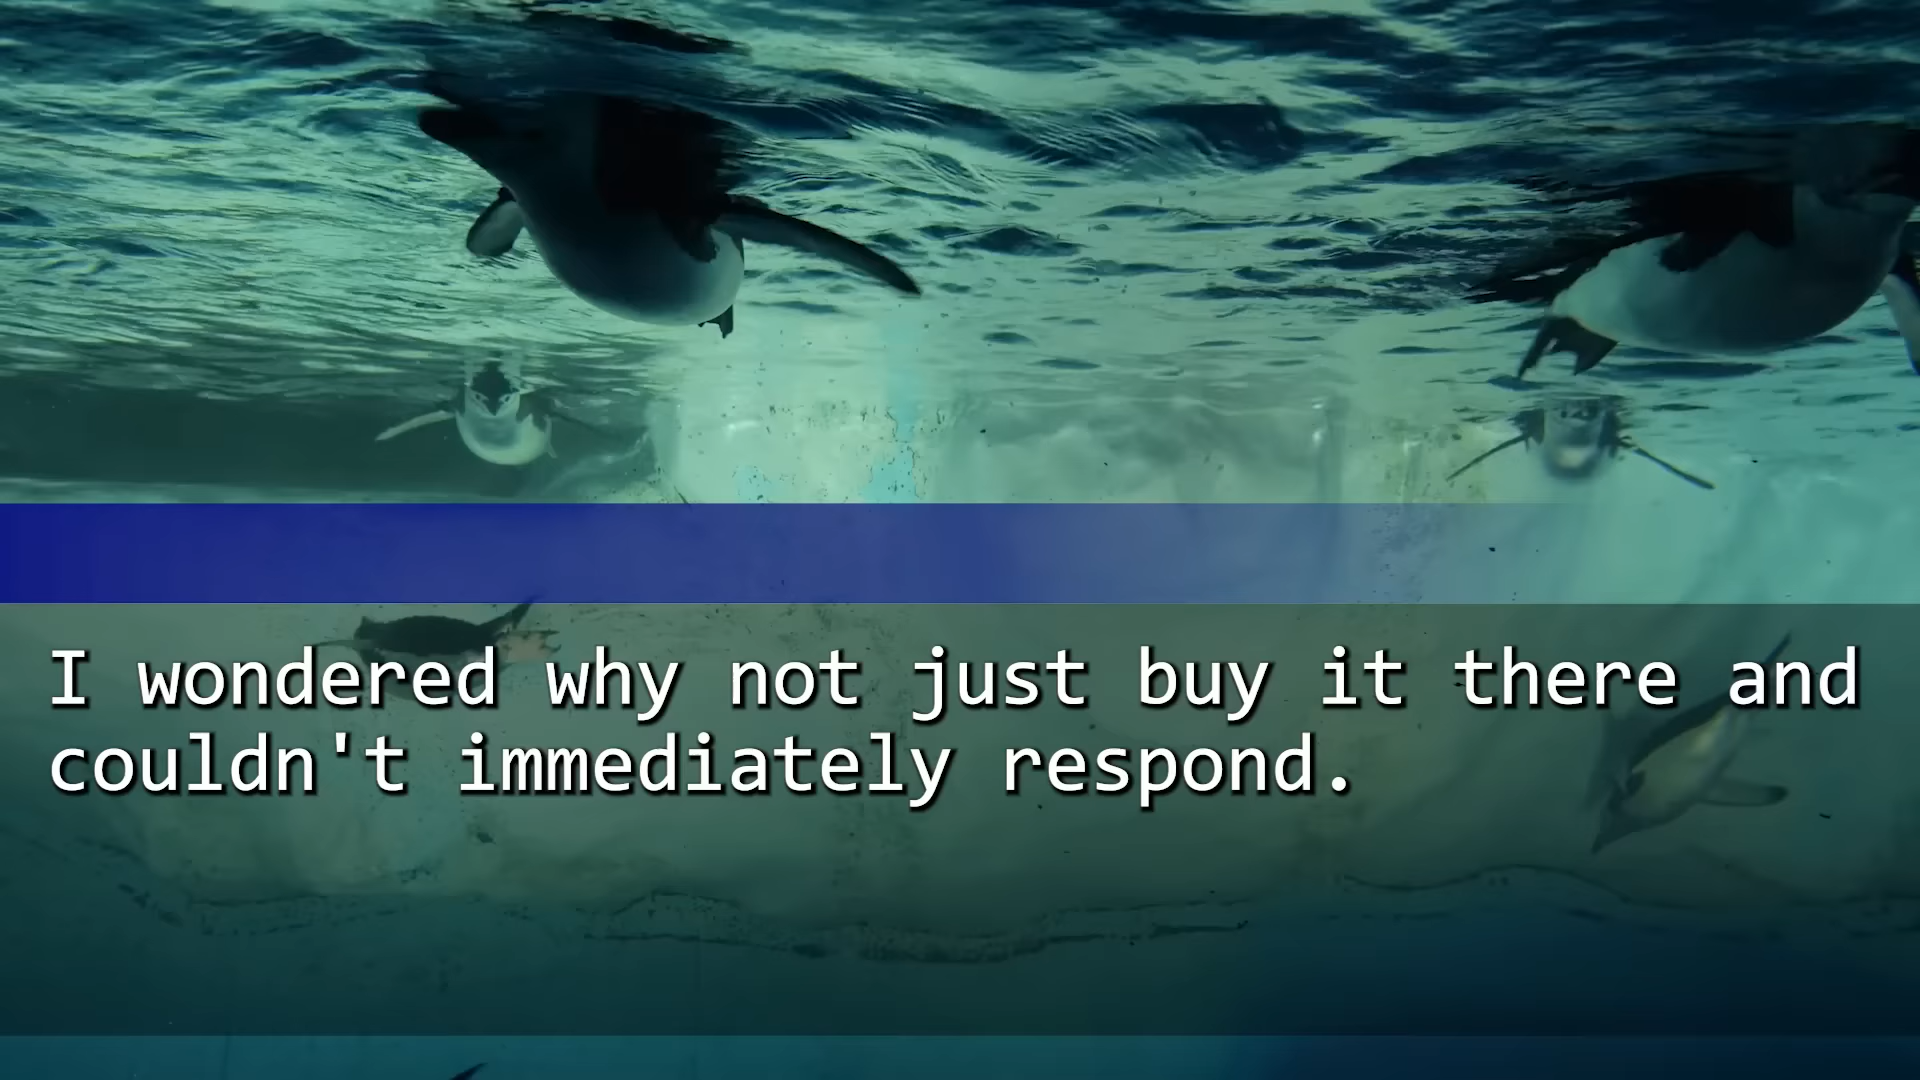 I wondered why not just buy it there and
couldn't immediately respond.